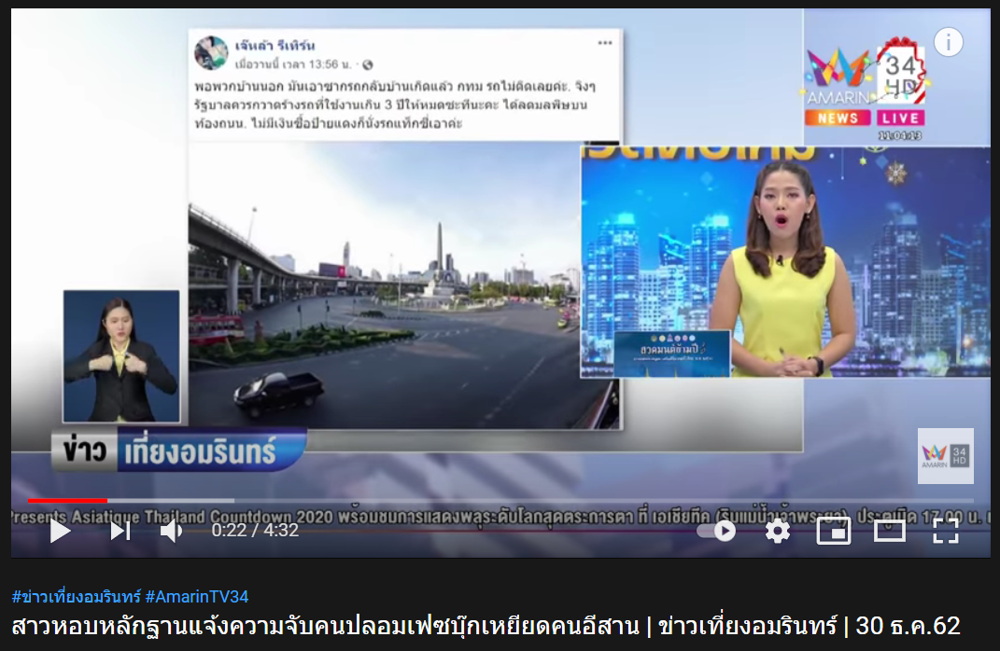 เจ๊หล้า รีเทิร์น
เมื่อวานนี้ เวลา 13:56 น.
พอพวกบ้านนอก มันเอาซากรถกลับบ้านเกิดแล้ว กทม รถไม่ติดเลยค่ะ. จิงๆ
รัฐบาลควรกวาดร้างรถที่ใช้งานเกิน 3 ปีให้หมดซะทีนะคะ ได้ลดมลพิษบน
ท้องถนน. ไม่มีเงินซื้อป้ายแดงก็นั่งรถแท็กซี่เอาค่ะ
AMARIN
34
HD
NEWS
LIVE
11:04:13
สวดมนต์ข้ามปี
ข่าว เที่ยงอมรินทร์
AMARIN
34
HD
Presents Asiatique Thailand Countdown 2020 พร้อมชมการแสดงพลุระดับโลกสุดตระการตา ที่ เอเชียทีค (ริมแม่น้ำเจ้าพระยา) ประตูเปิด 17.00 น.
0:22 / 4:32
#ข่าวเที่ยงอมรินทร์ #AmarinTV34
สาวหอบหลักฐานแจ้งความจับคนปลอมเฟซบุ๊กเหยียดคนอีสาน | ข่าวเที่ยงอมรินทร์ | 30 ธ.ค.62